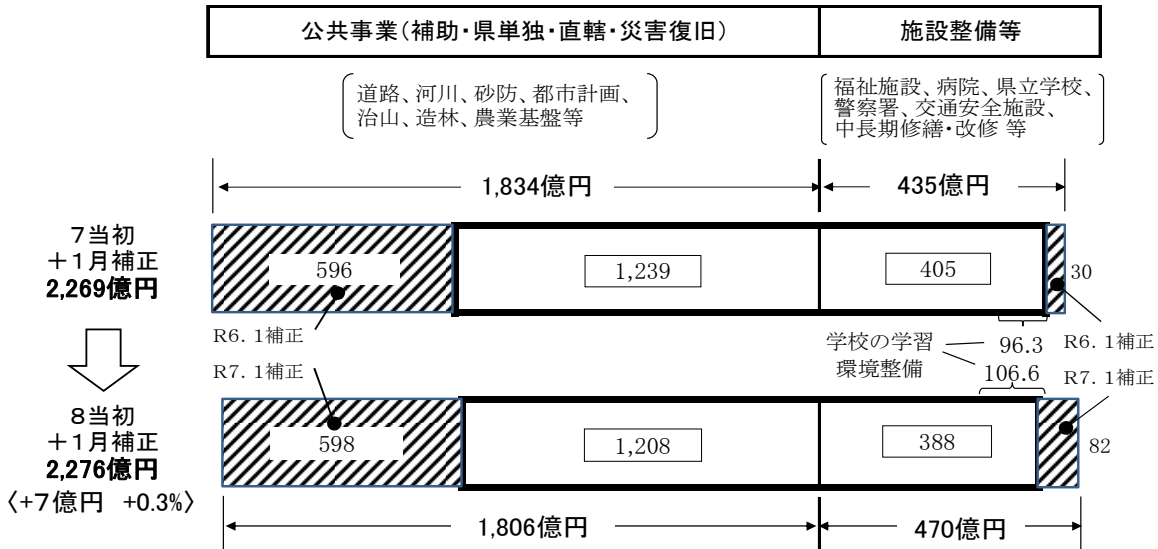 公共事業(補助・県単独・直轄・災害復旧)
施設整備等
道路、河川、砂防、都市計画、
治山、造林、農業基盤等
福祉施設、病院、県立学校、
警察署、交通安全施設、
中長期修繕・改修 等
1,834億円
435億円
7当初
+1月補正
2,269億円
596
1,239
405
30
R6.1補正
学校の学習
環境整備
96.3
R6.1補正
R7.1補正
106.6
R7.1補正
8当初
+1月補正
2,276億円
〈+7億円 +0.3%〉
598
1,208
388
82
1,806億円
470億円